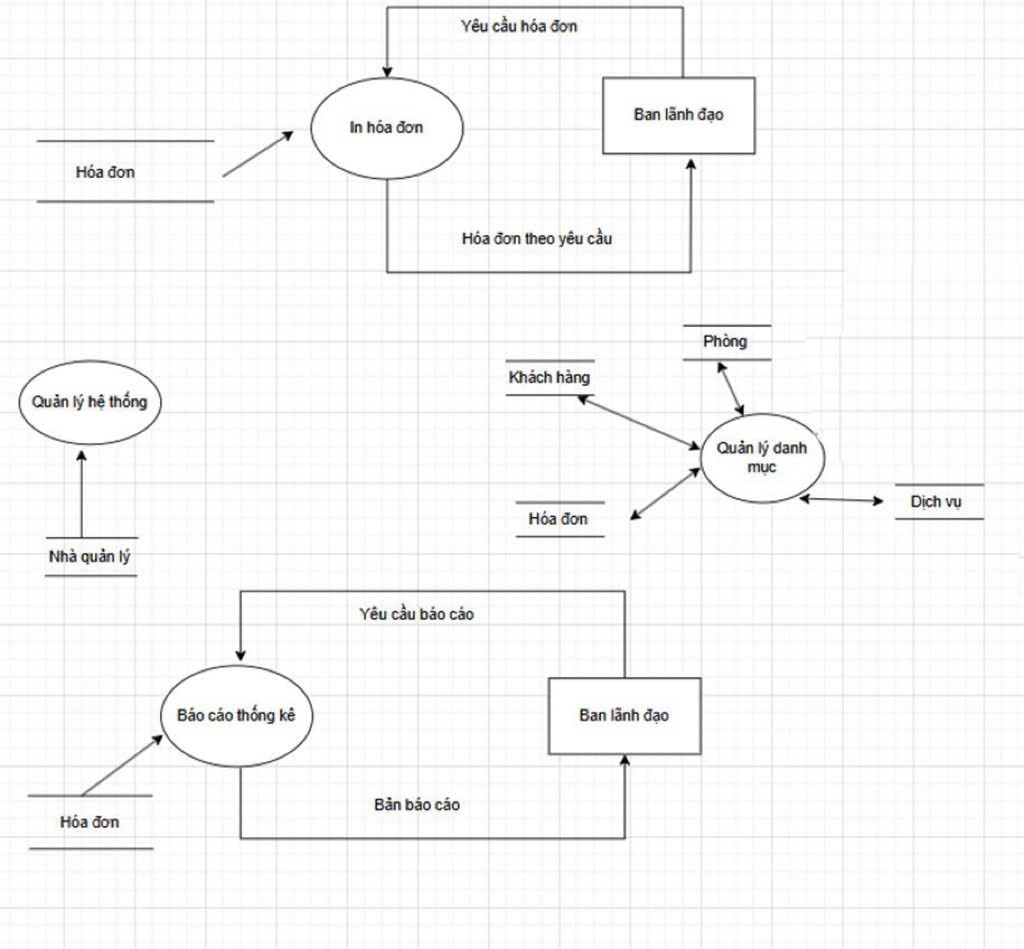 Yêu cầu hóa đơn
In hóa đơn
Ban lãnh đạo
Hóa đơn
Hóa đơn theo yêu cầu
Phòng
Khách hàng
Quản lý hệ thống
Quản lý danh
mục
Dịch vụ
Hóa đơn
Nhà quản lý
Yêu cầu báo cáo
Báo cáo thống kê
Ban lãnh đạo
Bản báo cáo
Hóa đơn